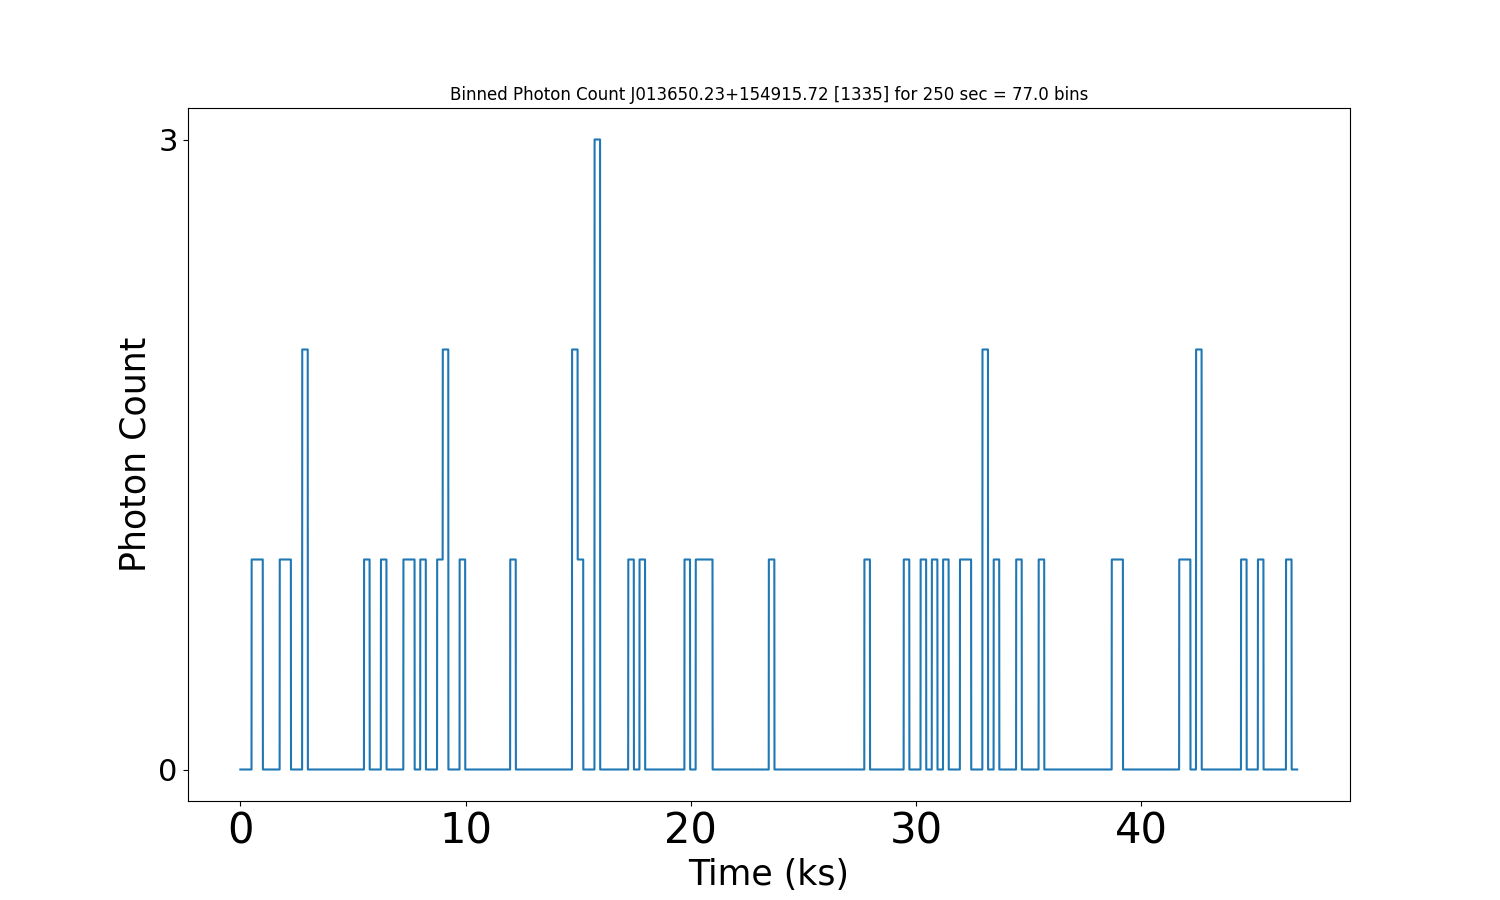 Binned Photon Count J013650.23+154915.72 [1335] for 250 sec = 77.0 bins
3
Photon Count
0
0 10 20 30 40
Time (ks)